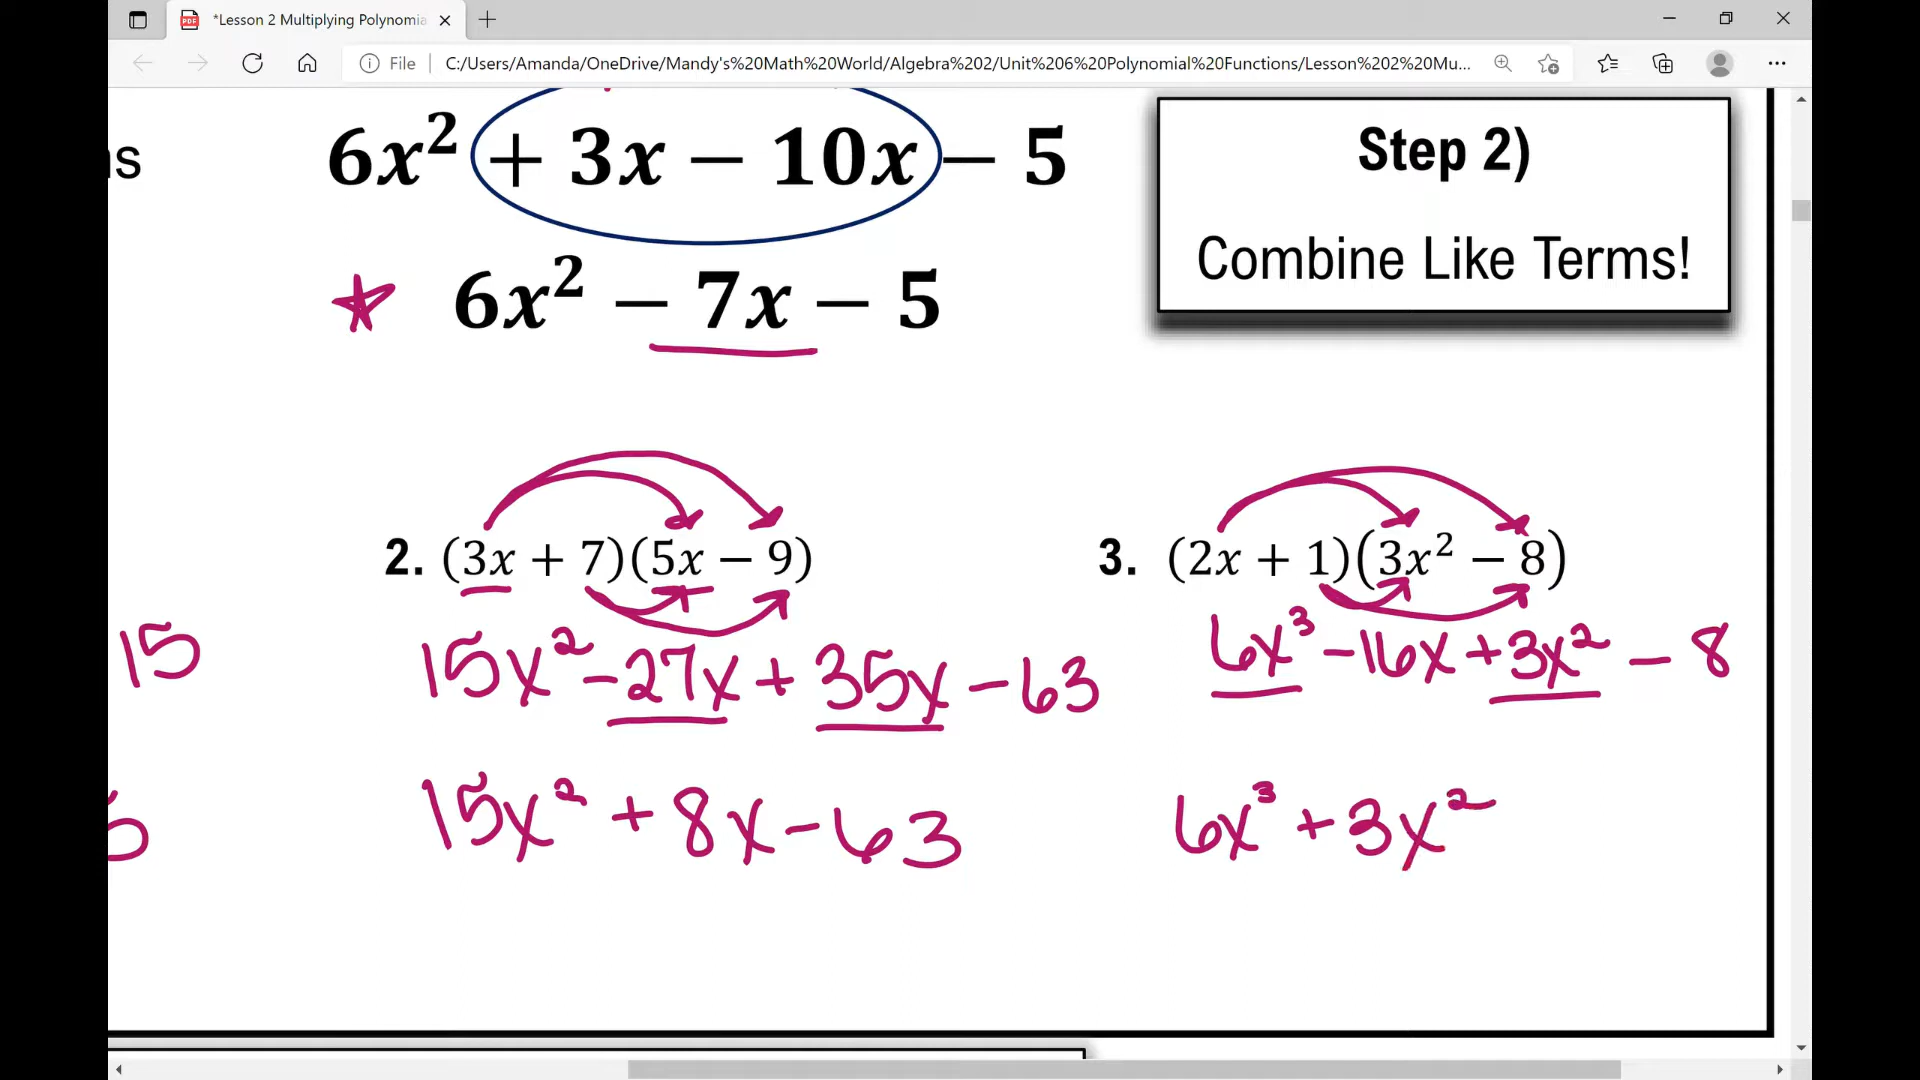 *Lesson 2 Multiplying Polynomia
File
C:/Users/Amanda/OneDrive/Mandy's%20Math%20World/Algebra%202/Unit%206%20Polynomial%20Functions/Lesson%202%20Mu...
6x² + 3x − 10x − 5
6x² − 7x − 5
Step 2)
Combine Like Terms!
2. (3x + 7)(5x − 9)
15x² − 27x + 35x − 63
15x² + 8x − 63
3. (2x + 1)(3x² − 8)
6x³ − 16x + 3x² − 8
6x³ + 3x²
15